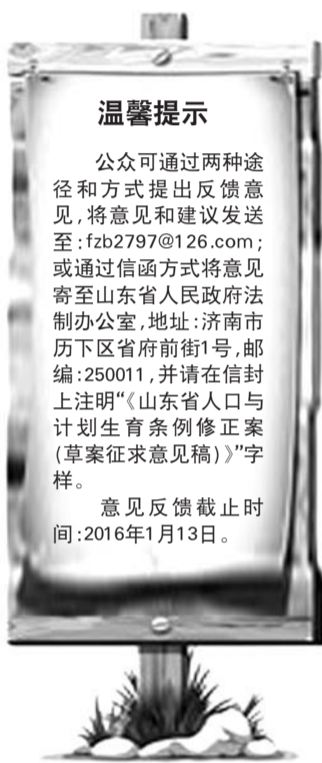 温馨提示
公众可通过两种途
径和方式提出反馈意
见,将意见和建议发送
至:fzb2797@126.com;
或通过信函方式将意见
寄至山东省人民政府法
制办公室,地址:济南市
历下区省府前街1号,邮
编:250011,并请在信封
上注明“《山东省人口与
计划生育条例修正案
(草案征求意见稿)》”字
样。
意见反馈截止时
间:2016年1月13日。